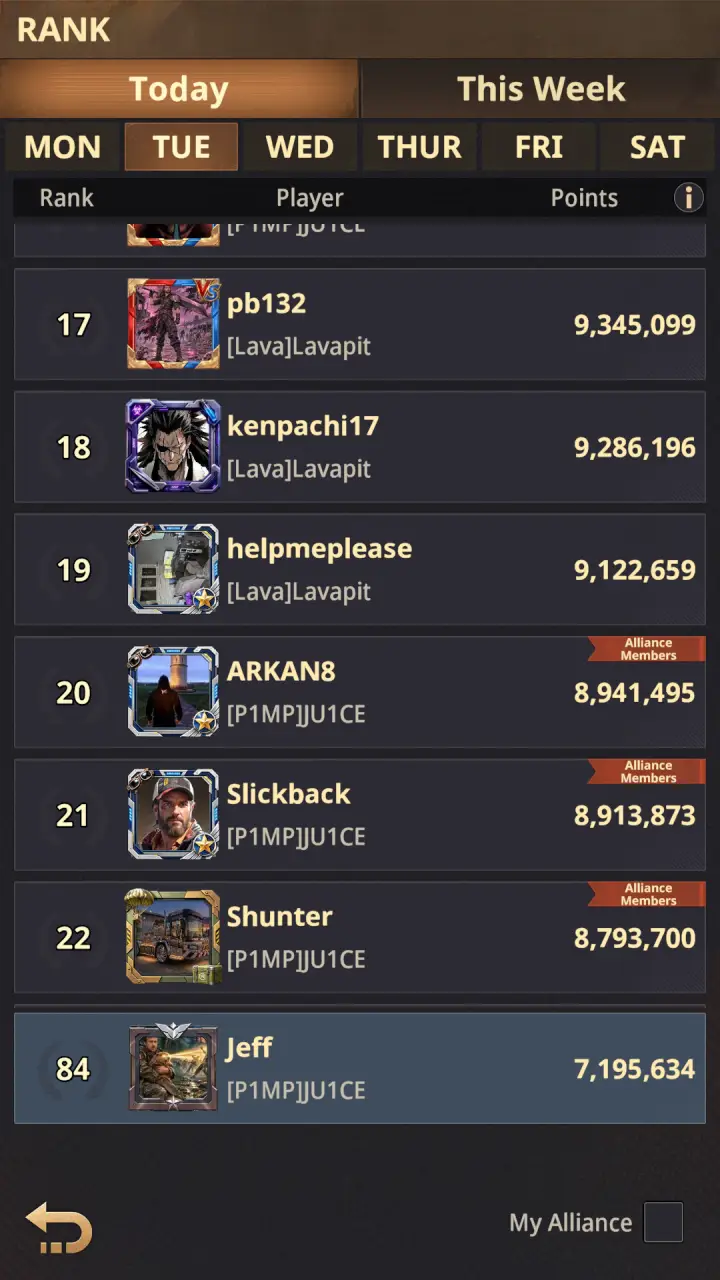 RANK
Today
This Week
MON
TUE
WED
THUR
FRI
SAT
Rank
Player
Points
i
[P1MP]JU1CE
17
VS
pb132
[Lava]Lavapit
9,345,099
18
kenpachi17
[Lava]Lavapit
9,286,196
19
helpmeplease
[Lava]Lavapit
9,122,659
Alliance
Members
20
ARKAN8
[P1MP]JU1CE
8,941,495
Alliance
Members
21
Slickback
[P1MP]JU1CE
8,913,873
Alliance
Members
22
Shunter
[P1MP]JU1CE
8,793,700
84
Jeff
[P1MP]JU1CE
7,195,634
My Alliance